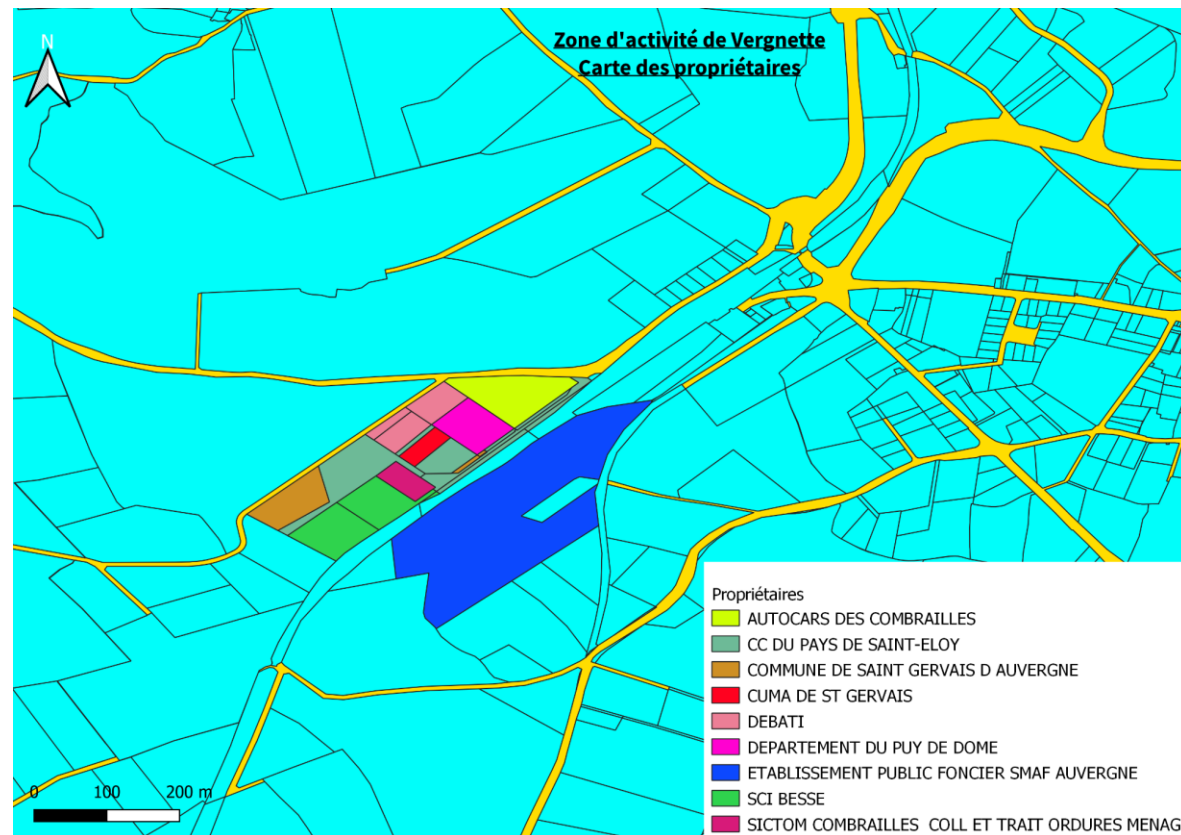 Zone d'activité de Vergnette
Carte des propriétaires
N
Propriétaires
AUTOCARS DES COMBRAILLES
CC DU PAYS DE SAINT-ELOY
COMMUNE DE SAINT GERVAIS D AUVERGNE
CUMA DE ST GERVAIS
DEBATI
DEPARTEMENT DU PUY DE DOME
ETABLISSEMENT PUBLIC FONCIER SMAF AUVERGNE
SCI BESSE
SICTOM COMBRAILLES COLL ET TRAIT ORDURES MENAG
0 100 200 m